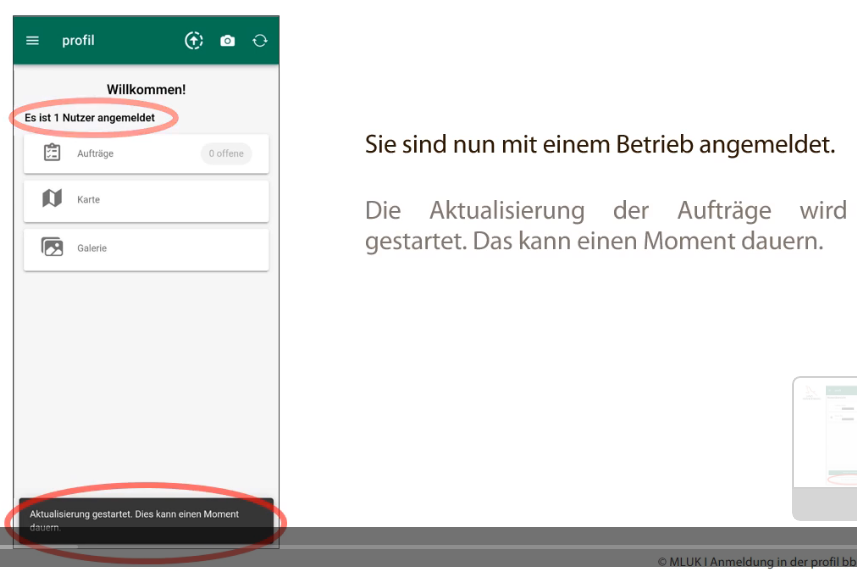 profil
Willkommen!
Es ist 1 Nutzer angemeldet
Aufträge
0 offene
Karte
Galerie
Aktualisierung gestartet. Dies kann einen Moment
dauern.
Sie sind nun mit einem Betrieb angemeldet.
Die Aktualisierung der Aufträge wird
gestartet. Das kann einen Moment dauern.
© MLUK I Anmeldung in der profil bb